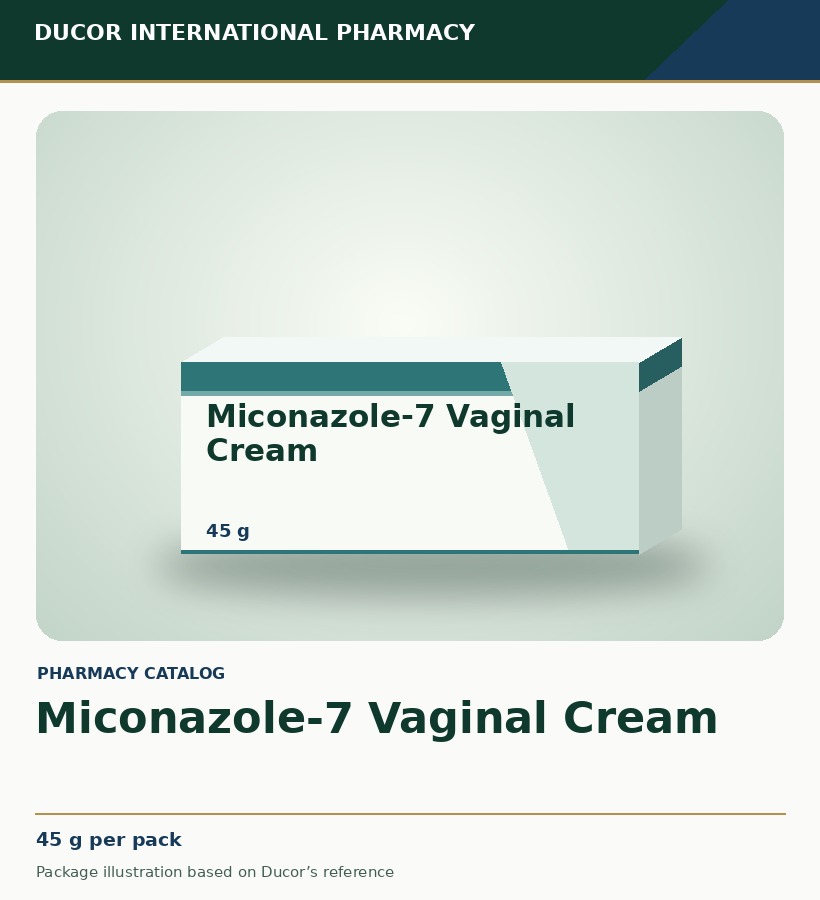 DUCOR INTERNATIONAL PHARMACY
Miconazole-7 Vaginal
Cream
45 g
PHARMACY CATALOG
Miconazole-7 Vaginal Cream
45 g per pack
Package illustration based on Ducor’s reference